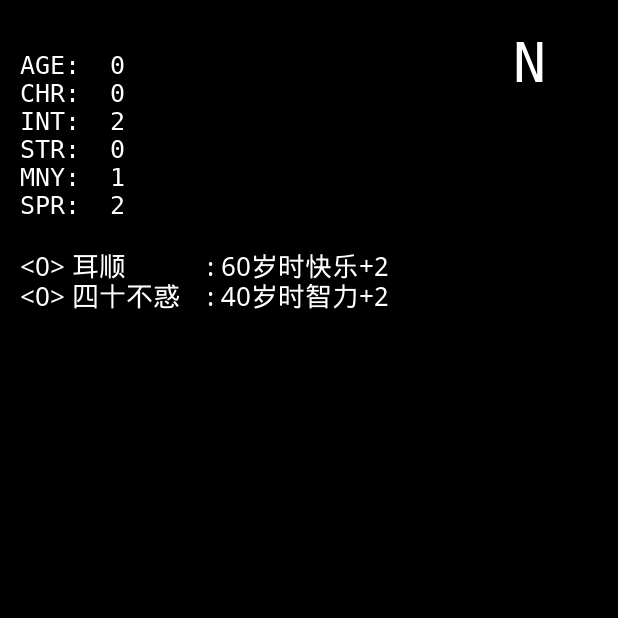 N
AGE: 0
CHR: 0
INT: 2
STR: 0
MNY: 1
SPR: 2
<0> 耳顺 : 60岁时快乐+2
<0> 四十不惑 : 40岁时智力+2